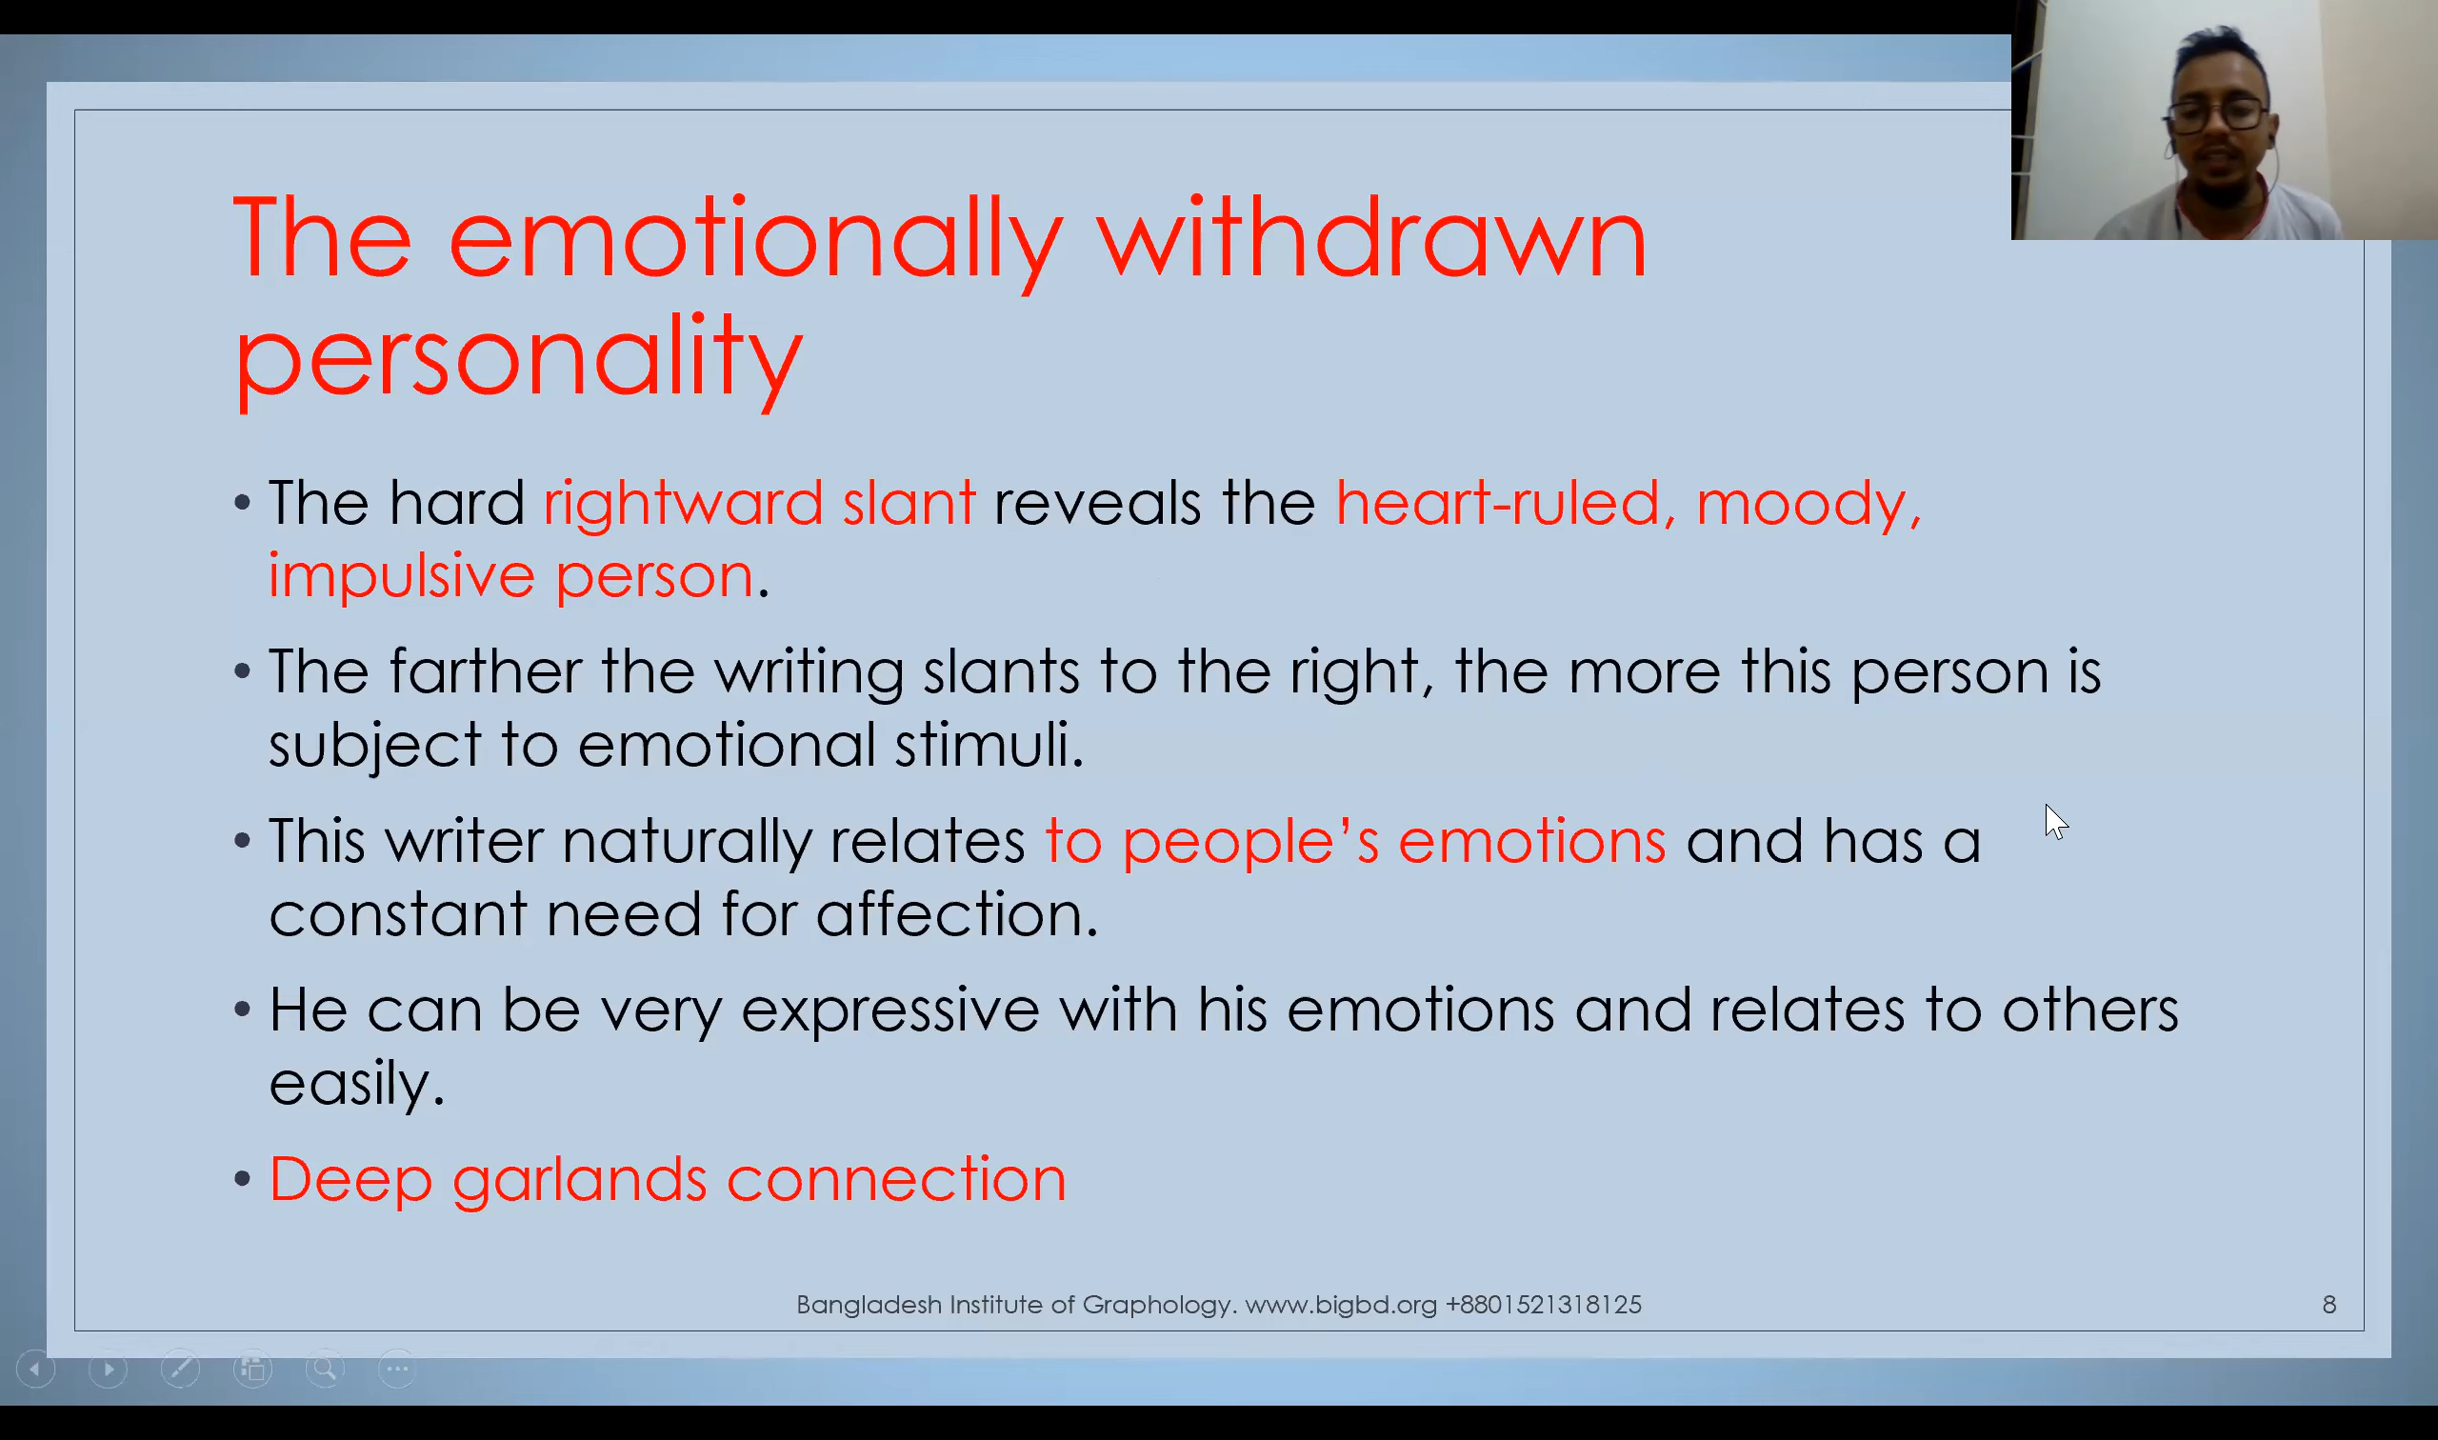 The emotionally withdrawn
personality
• The hard rightward slant reveals the heart-ruled, moody,
impulsive person.
• The farther the writing slants to the right, the more this person is
subject to emotional stimuli.
• This writer naturally relates to people’s emotions and has a
constant need for affection.
• He can be very expressive with his emotions and relates to others
easily.
• Deep garlands connection
Bangladesh Institute of Graphology. www.bigbd.org +8801521318125
8